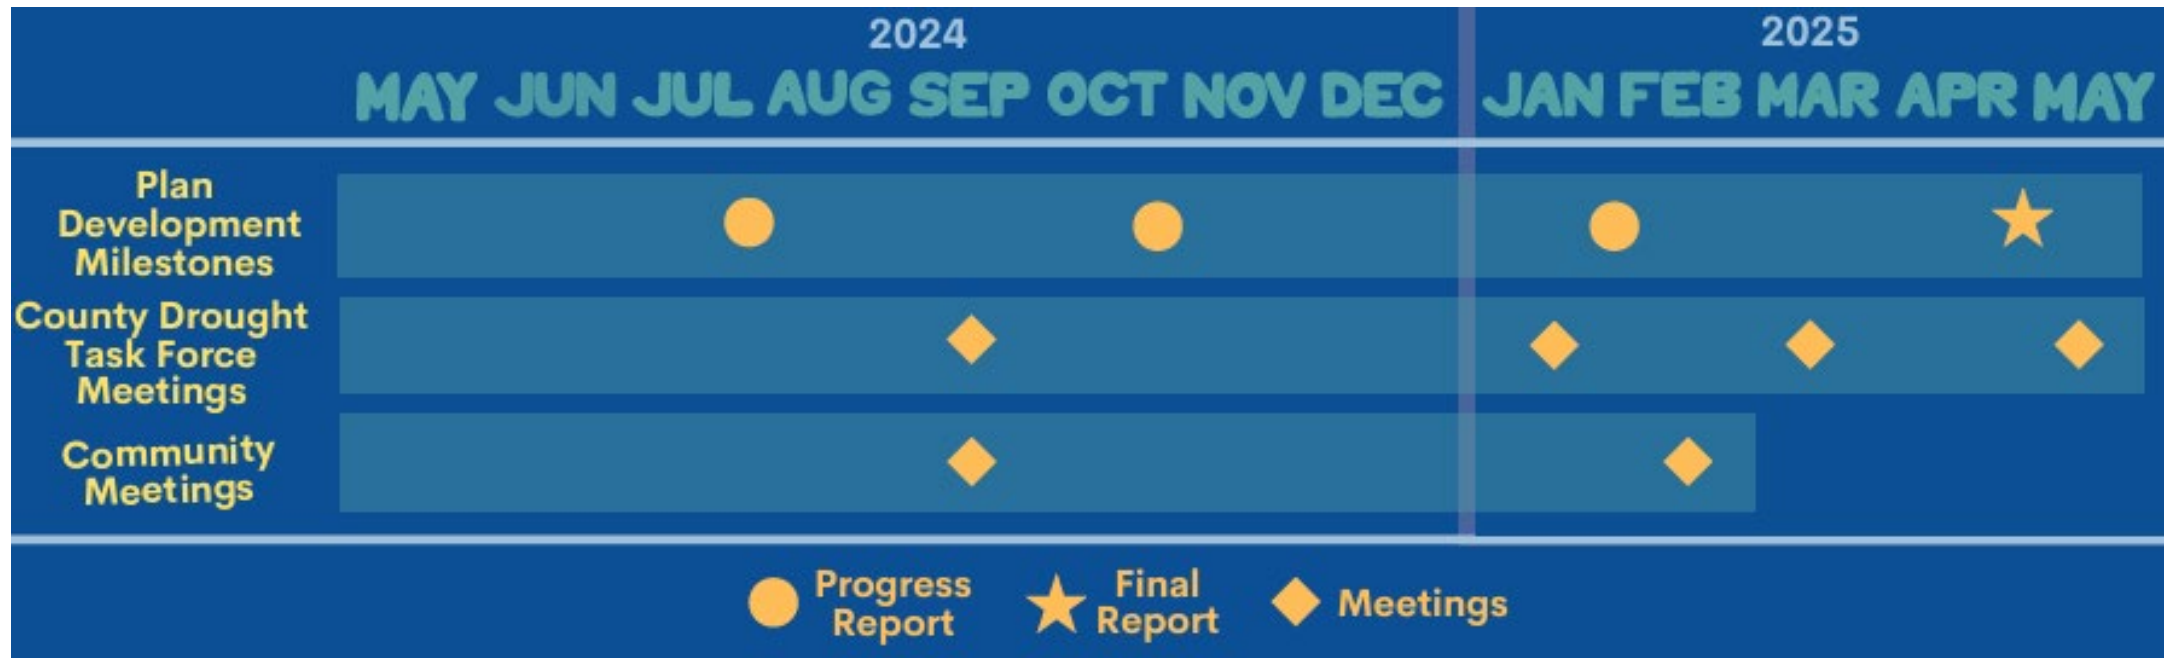 2024
2025
MAY JUN JUL AUG SEP OCT NOV DEC JAN FEB MAR APR MAY
Plan
Development
Milestones
County Drought
Task Force
Meetings
Community
Meetings
Progress
Report
Final
Report
Meetings